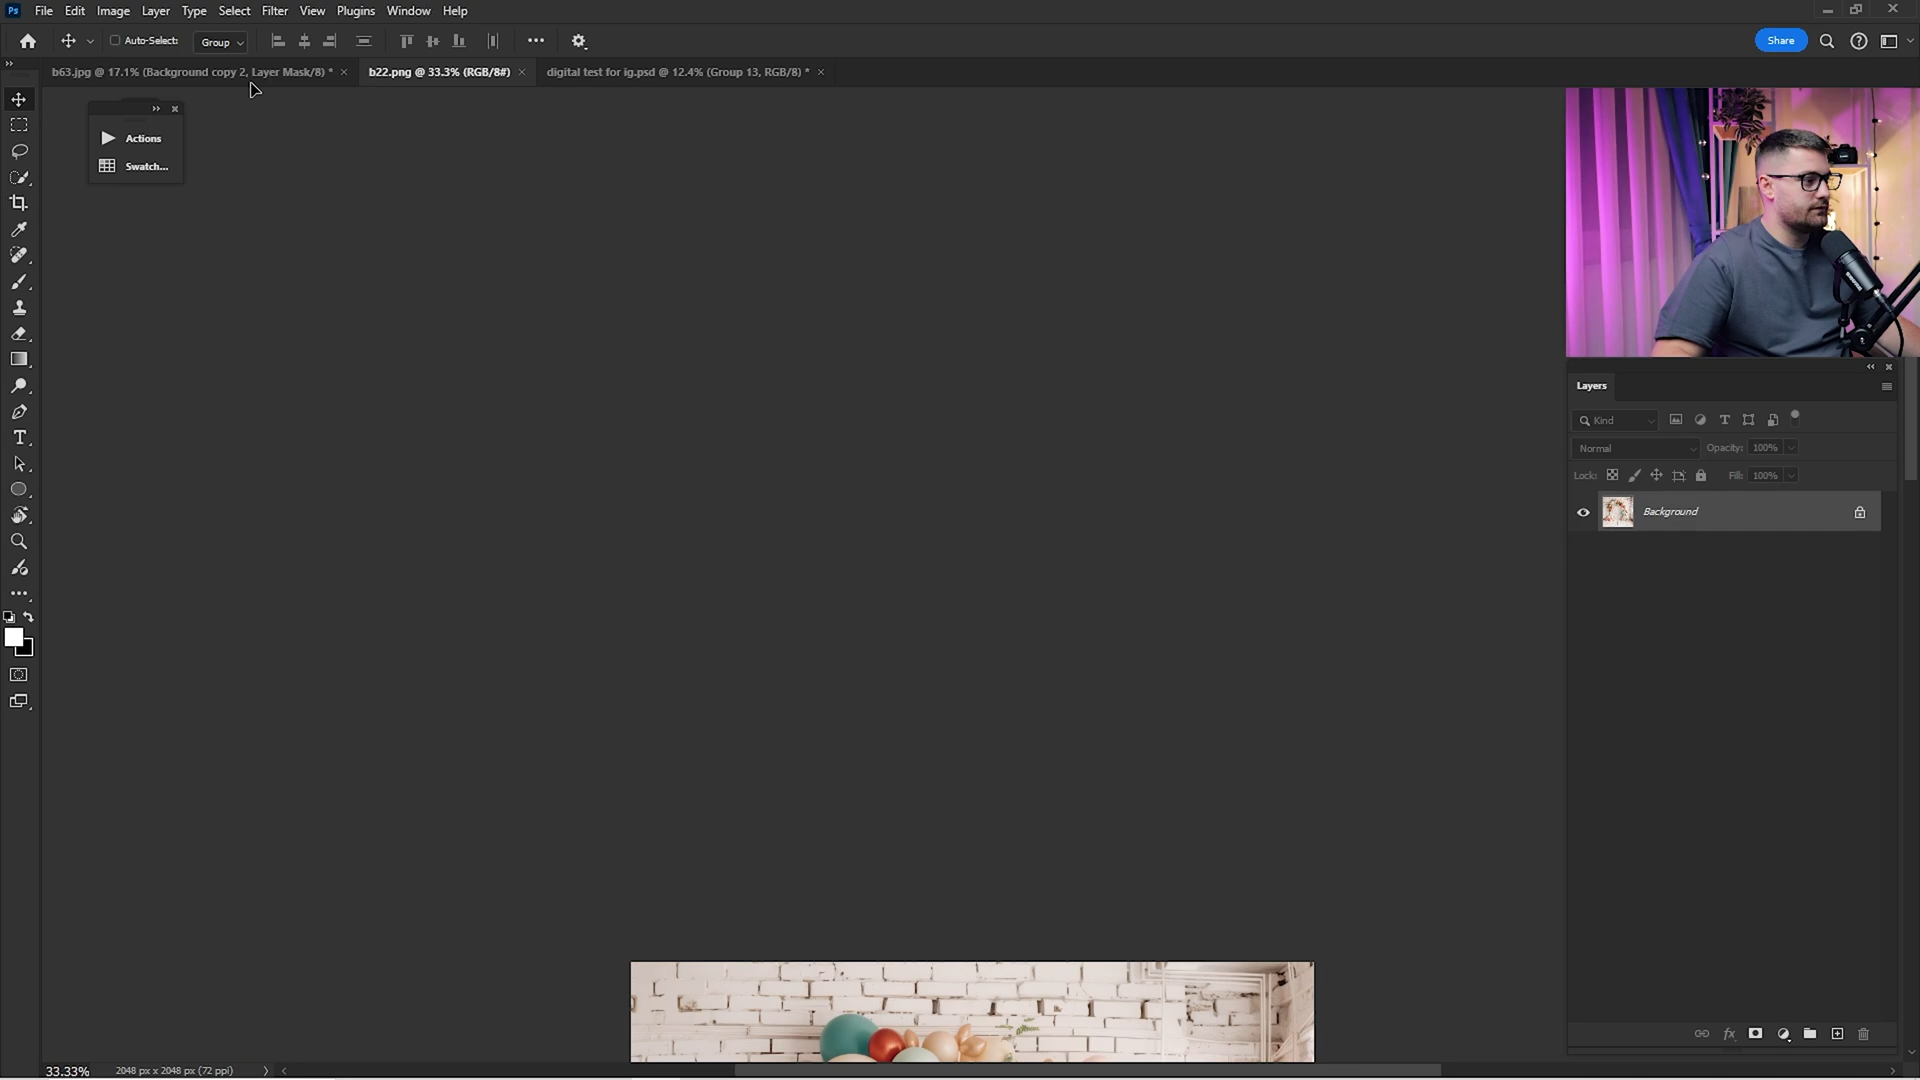 Ps File Edit Image Layer Type Select Filter View Plugins Window Help
Auto-Select: Group Share
b63.jpg @ 17.1% (Background copy 2, Layer Mask/8) * b22.png @ 33.3% (RGB/8#) digital test for ig.psd @ 12.4% (Group 13, RGB/8) *
Actions
Swatch...
Layers
Kind
Normal Opacity: 100%
Lock: Fill: 100%
Background
33.33% 2048 px x 2048 px (72 ppi)